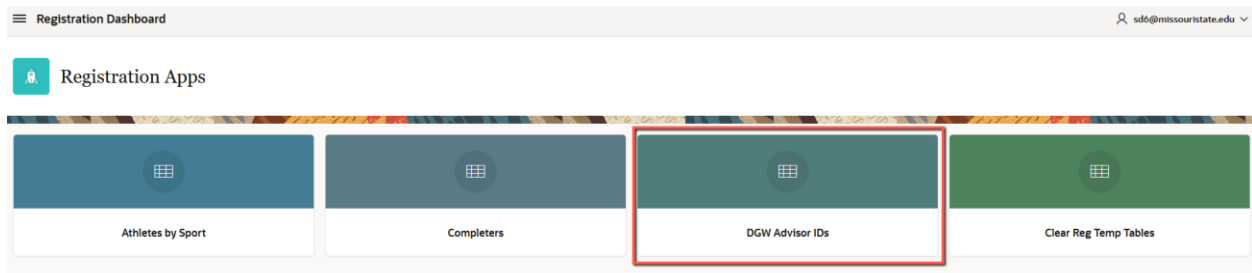 Registration Dashboard
sd6@missouristate.edu
Registration Apps
Athletes by Sport
Completers
DGW Advisor IDs
Clear Reg Temp Tables